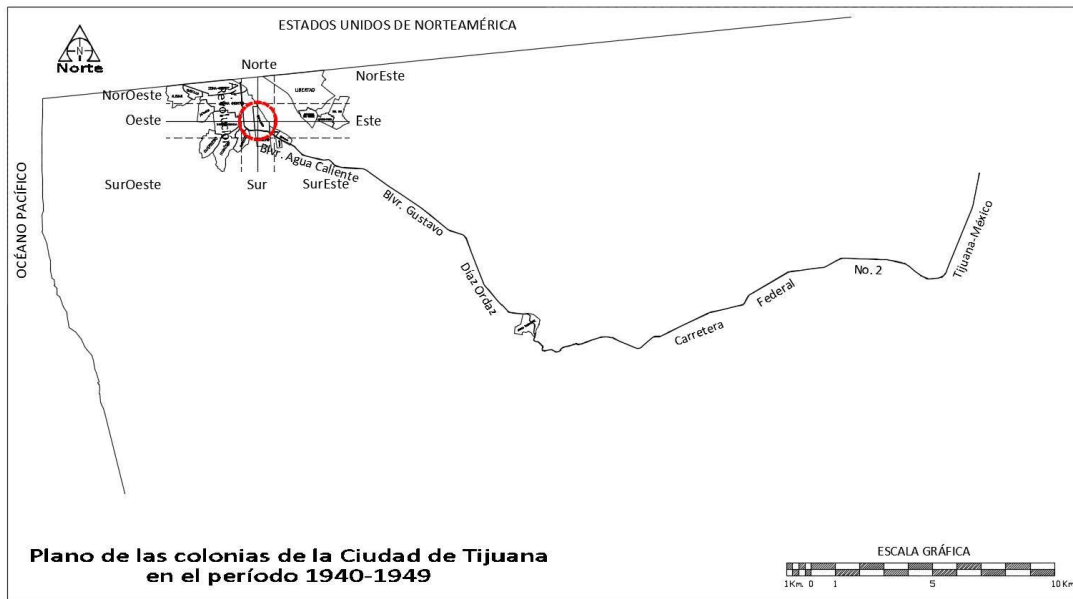 ESTADOS UNIDOS DE NORTEAMÉRICA
N
Norte
Norte
NorEste
NorOeste
LIBERTAD
Revolucion
Oeste
Este
Blvr. Agua Caliente
SurOeste
Sur
SurEste
OCÉANO PACÍFICO
Blvr. Gustavo
Díaz Ordaz
Tijuana-México
No. 2
Federal
Carretera
Plano de las colonias de la Ciudad de Tijuana
en el período 1940-1949
ESCALA GRÁFICA
1Km. 0 1 5 10 Km.